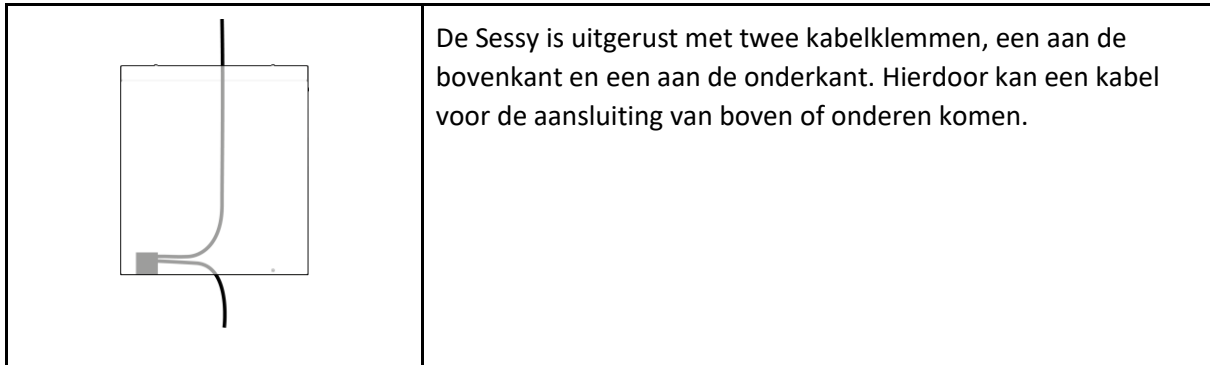 De Sessy is uitgerust met twee kabelklemmen, een aan de
bovenkant en een aan de onderkant. Hierdoor kan een kabel
voor de aansluiting van boven of onderen komen.